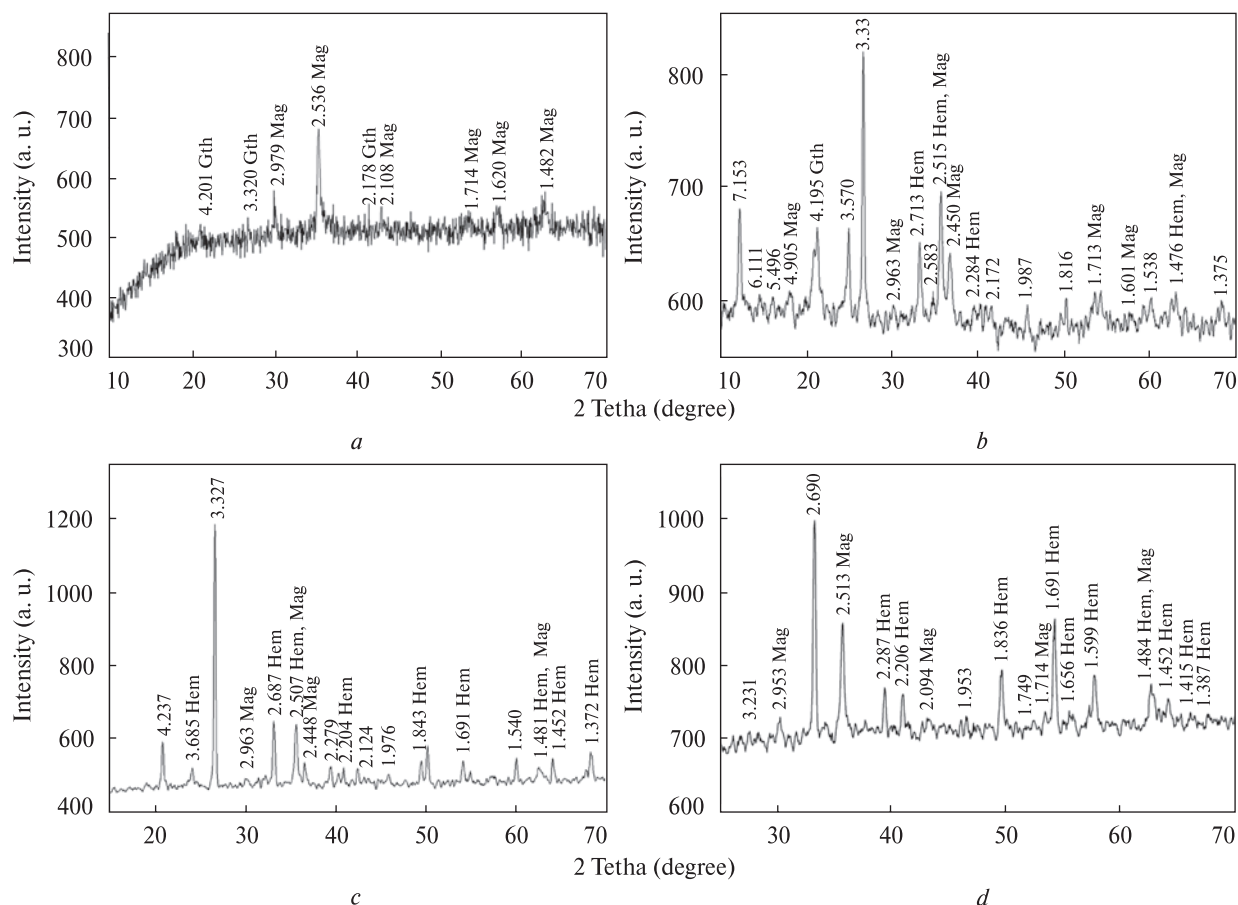 Intensity (a. u.)
800
700
600
500
400
300
4.201 Gth
3.320 Gth
2.979 Mag
2.536 Mag
2.178 Gth
2.108 Mag
1.714 Mag
1.620 Mag
1.482 Mag
10 20 30 40 50 60 70
a
Intensity (a. u.)
800
700
600
7.153
6.111
5.496
4.905 Mag
4.195 Gth
3.570
3.33
2.963 Mag
2.713 Hem
2.583
2.515 Hem, Mag
2.450 Mag
2.284 Hem
2.172
1.987
1.816
1.713 Mag
1.601 Mag
1.538
1.476 Hem, Mag
1.375
10 20 30 40 50 60 70
2 Tetha (degree)
b
Intensity (a. u.)
1200
1000
800
600
400
4.237
3.685 Hem
3.327
2.963 Mag
2.687 Hem
2.507 Hem, Mag
2.448 Mag
2.279
2.204 Hem
2.124
1.976
1.843 Hem
1.691 Hem
1.540
1.481 Hem, Mag
1.452 Hem
1.372 Hem
20 30 40 50 60 70
c
Intensity (a. u.)
1000
900
800
700
600
3.231
2.953 Mag
2.690
2.513 Mag
2.287 Hem
2.206 Hem
2.094 Mag
1.953
1.836 Hem
1.749
1.714 Mag
1.691 Hem
1.656 Hem
1.599 Hem
1.484 Hem, Mag
1.452 Hem
1.415 Hem
1.387 Hem
30 40 50 60 70
2 Tetha (degree)
d